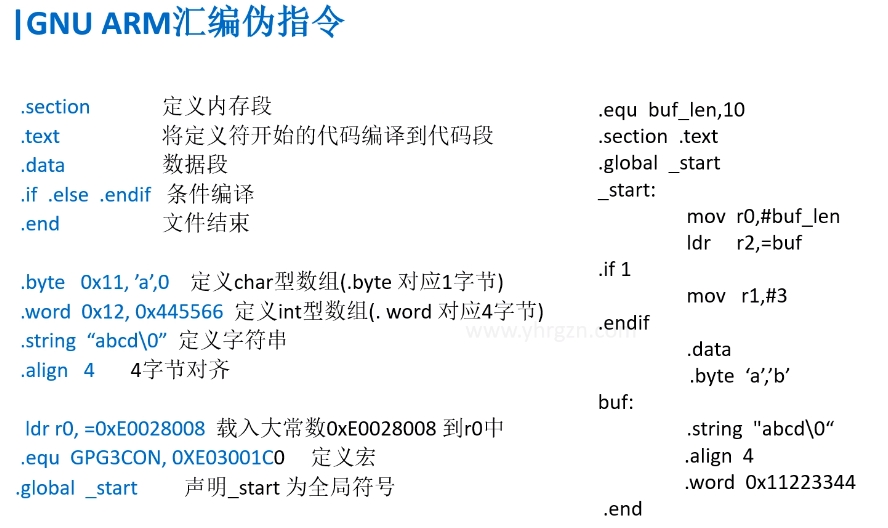 GNU ARM汇编伪指令
.section 定义内存段
.text 将定义符开始的代码编译到代码段
.data 数据段
.if .else .endif 条件编译
.end 文件结束
.byte 0x11, ’a’,0 定义char型数组(.byte 对应1字节)
.word 0x12, 0x445566 定义int型数组(. word 对应4字节)
.string “abcd\0” 定义字符串
.align 4 4字节对齐
ldr r0, =0xE0028008 载入大常数0xE0028008 到r0中
.equ GPG3CON, 0XE03001C0 定义宏
.global _start 声明_start 为全局符号
.equ buf_len,10
.section .text
.global _start
_start:
mov r0,#buf_len
ldr r2,=buf
.if 1
mov r1,#3
.endif
.data
.byte ‘a’,’b’
buf:
.string "abcd\0“
.align 4
.word 0x11223344
.end
www.yhrgzn.com